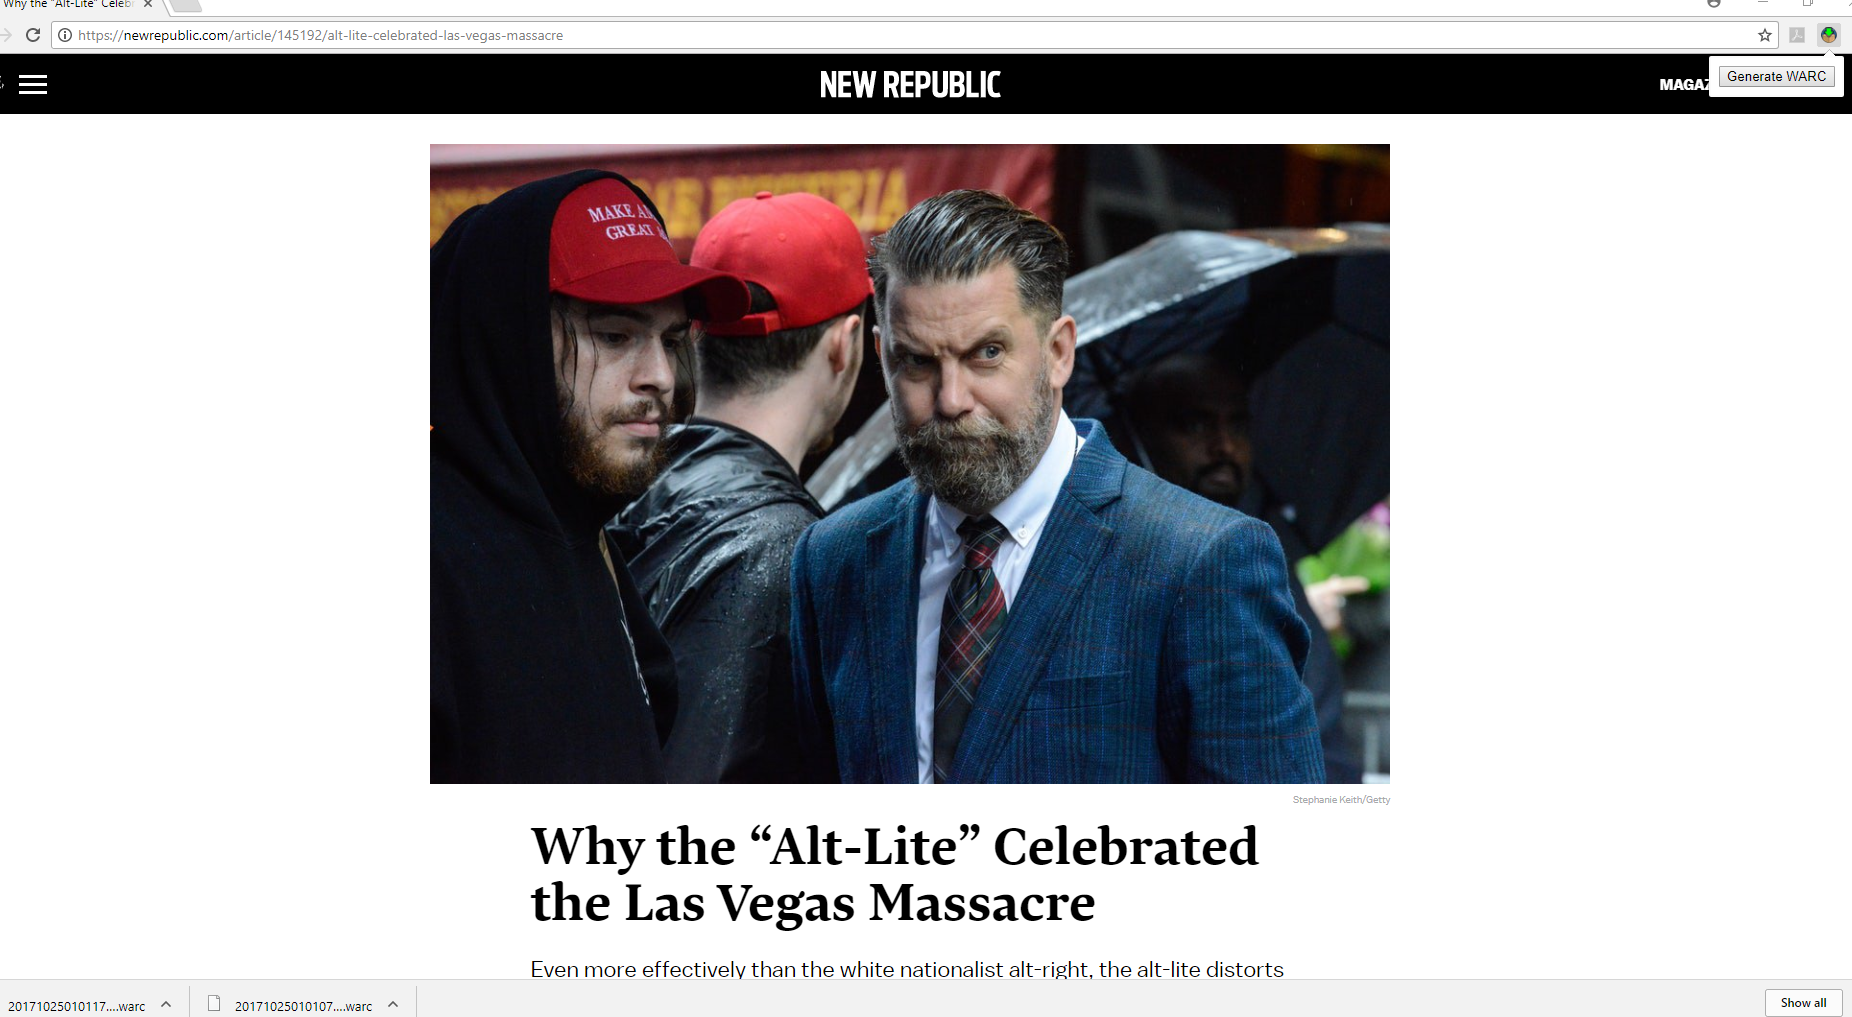 Why the "Alt-Lite" Celebr
https://newrepublic.com/article/145192/alt-lite-celebrated-las-vegas-massacre
NEW REPUBLIC
MAGAZ
Generate WARC
MAKE AM
GREAT
Stephanie Keith/Getty
Why the “Alt-Lite” Celebrated
the Las Vegas Massacre
Even more effectively than the white nationalist alt-right, the alt-lite distorts
20171025010117....warc
20171025010107....warc
Show all